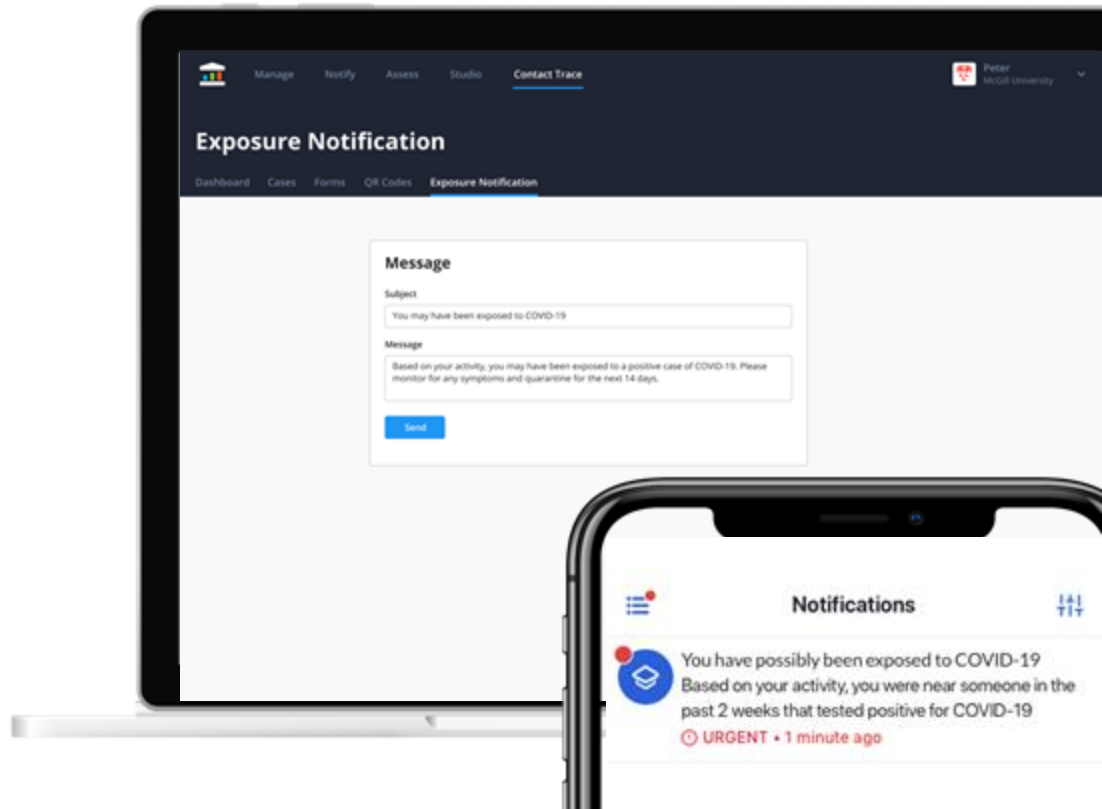 Manage Notify Assess Studio Contact Trace
Peter
McGill University
Exposure Notification
Dashboard Cases Forms QR Codes Exposure Notification
Message
Subject
You may have been exposed to COVID-19
Message
Based on your activity, you may have been exposed to a positive case of COVID-19. Please
monitor for any symptoms and quarantine for the next 14 days.
Send
Notifications
You have possibly been exposed to COVID-19
Based on your activity, you were near someone in the
past 2 weeks that tested positive for COVID-19
URGENT • 1 minute ago